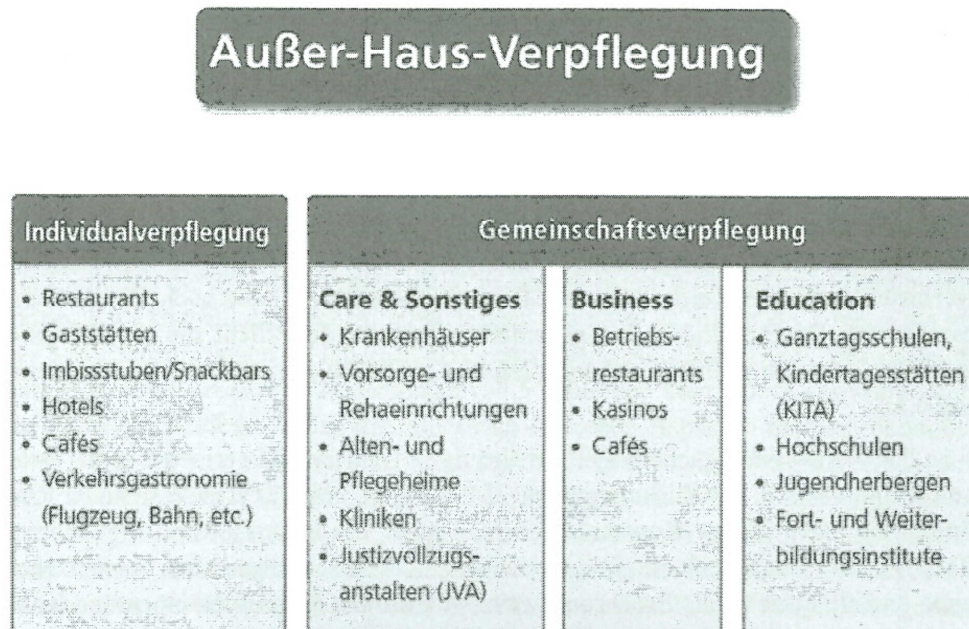 Außer-Haus-Verpflegung
Individualverpflegung
• Restaurants
• Gaststätten
• Imbissstuben/Snackbars
• Hotels
• Cafés
• Verkehrsgastronomie
(Flugzeug, Bahn, etc.)
Gemeinschaftsverpflegung
Care & Sonstiges
• Krankenhäuser
• Vorsorge- und
Rehaeinrichtungen
• Alten- und
Pflegeheime
• Kliniken
• Justizvollzugs-
anstalten (JVA)
Business
• Betriebs-
restaurants
• Kasinos
• Cafés
Education
• Ganztagsschulen,
Kindertagesstätten
(KITA)
• Hochschulen
• Jugendherbergen
• Fort- und Weiter-
bildungsinstitute